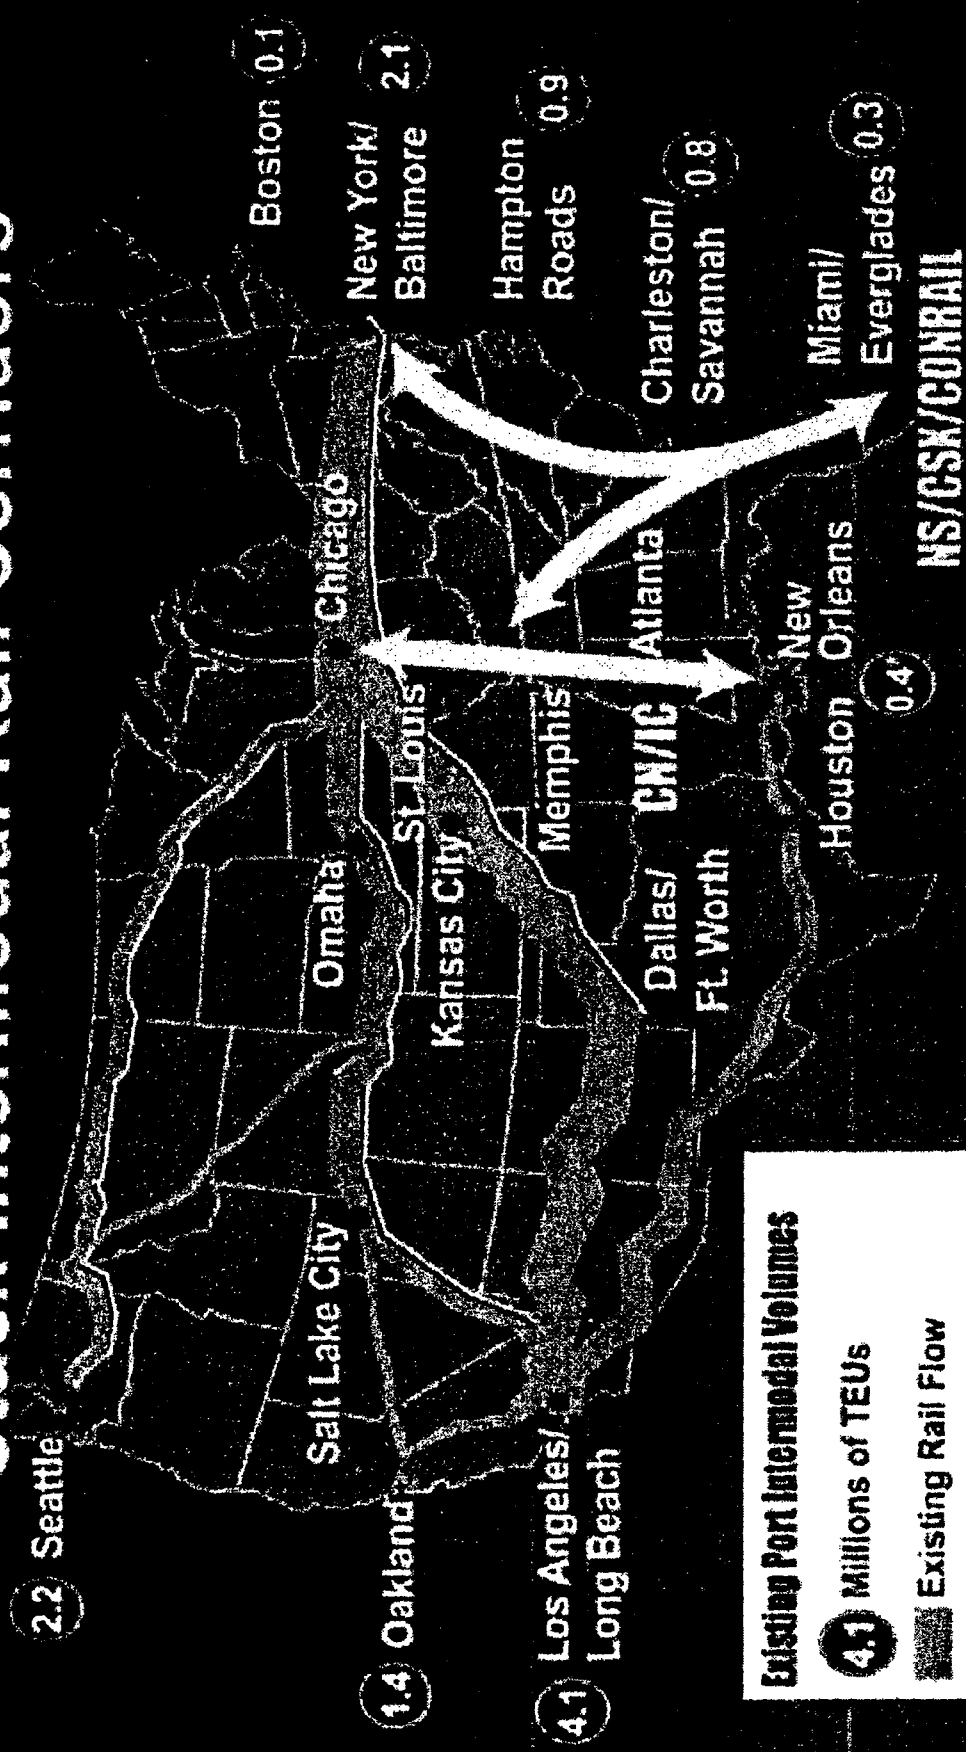 2.2 Seattle
1.4 Oakland
4.1 Los Angeles/
Long Beach
Salt Lake City
Omaha
Kansas City
St. Louis
Chicago
Memphis
CN/IC
Atlanta
Dallas/
Ft. Worth
Houston
New
Orleans
0.4
Boston 0.1
New York/
Baltimore 2.1
Hampton
Roads 0.9
Charleston/
Savannah 0.8
Miami/
Everglades 0.3
NS/CSX/CONRAIL
Existing Port Intermodal Volumes
4.1 Millions of TEUs
Existing Rail Flow